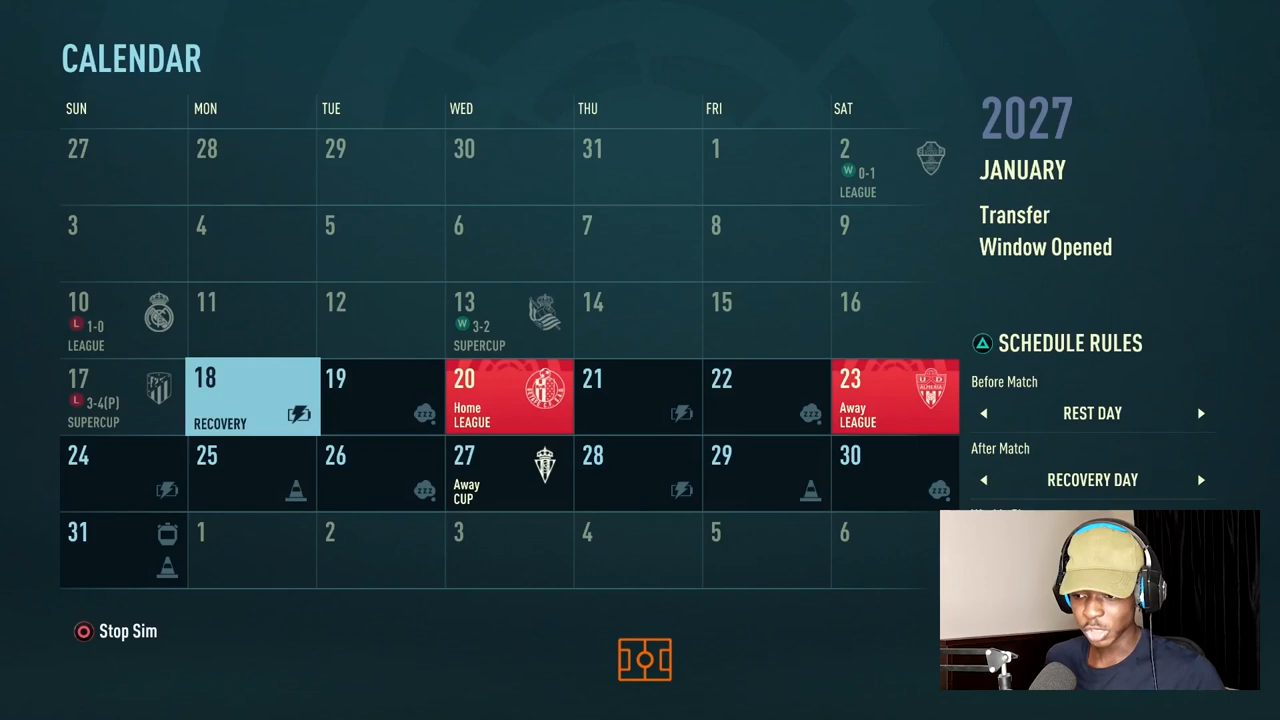 CALENDAR
SUN MON TUE WED THU FRI SAT
27 28 29 30 31 1 2
W 0-1
LEAGUE
3 4 5 6 7 8 9
10 11 12 13 14 15 16
L 1-0 W 3-2
LEAGUE SUPERCUP
17 18 19 20 21 22 23
L 3-4(P) Home Away
SUPERCUP RECOVERY LEAGUE LEAGUE
zzz zzz
24 25 26 27 28 29 30
Away
CUP
zzz zzz
31 1 2 3 4 5 6
Stop Sim
2027
JANUARY
Transfer
Window Opened
SCHEDULE RULES
Before Match
REST DAY
After Match
RECOVERY DAY